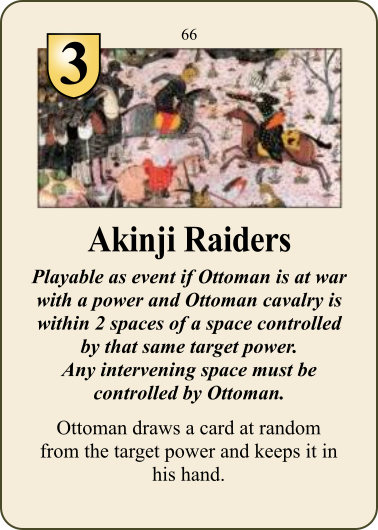 66
3
Akinji Raiders
Playable as event if Ottoman is at war
with a power and Ottoman cavalry is
within 2 spaces of a space controlled
by that same target power.
Any intervening space must be
controlled by Ottoman.
Ottoman draws a card at random
from the target power and keeps it in
his hand.